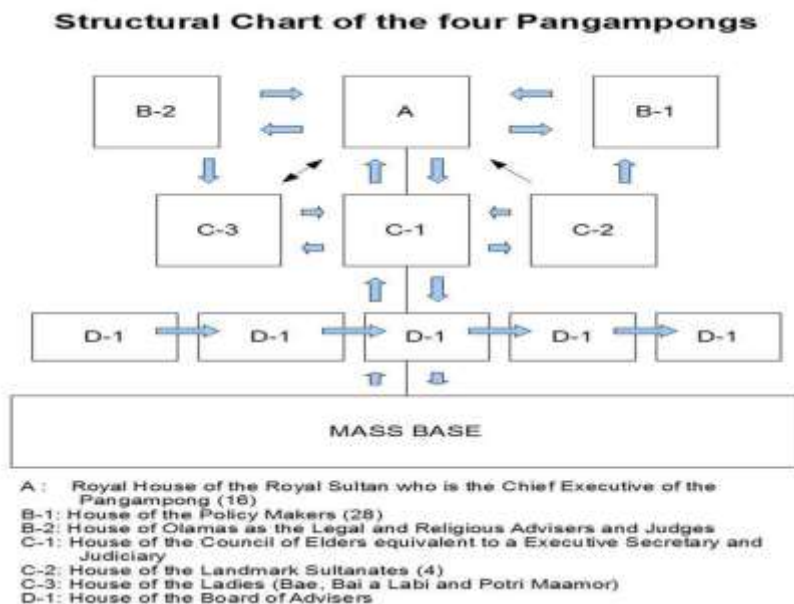 Structural Chart of the four Pangampongs
B-2
A
B-1
C-3
C-1
C-2
D-1
D-1
D-1
D-1
D-1
MASS BASE
A : Royal House of the Royal Sultan who is the Chief Executive of the
Pangampong (16)
B-1: House of the Policy Makers (28)
B-2: House of Olamas as the Legal and Religious Advisers and Judges
C-1: House of the Council of Elders equivalent to a Executive Secretary and
Judiciary
C-2: House of the Landmark Sultanates (4)
C-3: House of the Ladies (Bae, Bai a Labi and Potri Maamor)
D-1: House of the Board of Advisers